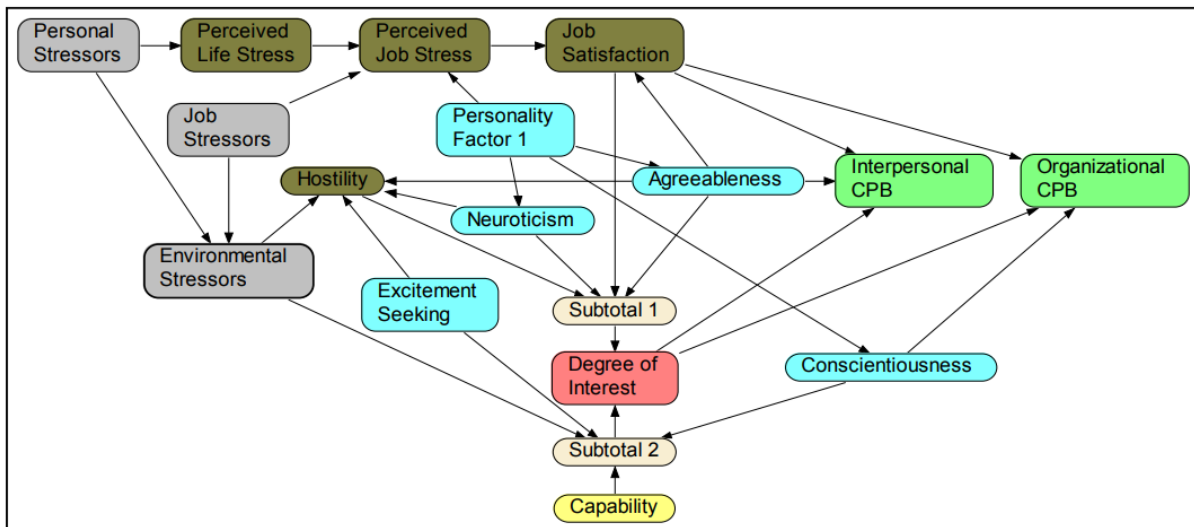 Personal
Stressors
Perceived
Life Stress
Perceived
Job Stress
Job
Satisfaction
Job
Stressors
Personality
Factor 1
Hostility
Agreeableness
Interpersonal
CPB
Organizational
CPB
Neuroticism
Environmental
Stressors
Excitement
Seeking
Subtotal 1
Degree of
Interest
Conscientiousness
Subtotal 2
Capability